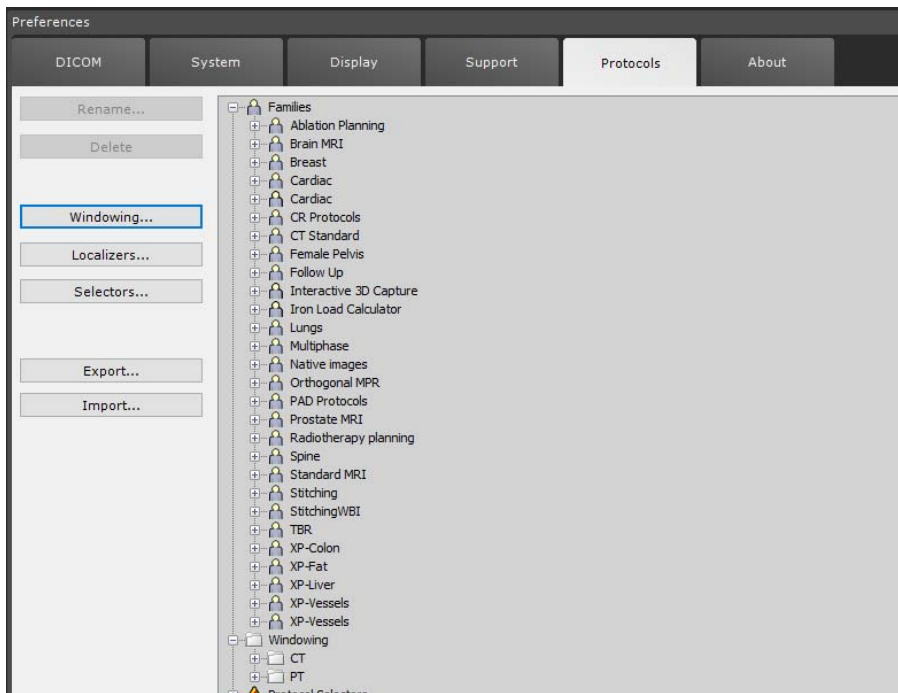 Preferences
DICOM System Display Support Protocols About
Rename...
Delete
Windowing...
Localizers...
Selectors...
Export...
Import...
Families
Ablation Planning
Brain MRI
Breast
Cardiac
Cardiac
CR Protocols
CT Standard
Female Pelvis
Follow Up
Interactive 3D Capture
Iron Load Calculator
Lungs
Multiphase
Native images
Orthogonal MPR
PAD Protocols
Prostate MRI
Radiotherapy planning
Spine
Standard MRI
Stitching
StitchingWBI
TBR
XP-Colon
XP-Fat
XP-Liver
XP-Vessels
XP-Vessels
Windowing
CT
PT
Protocol Selectors